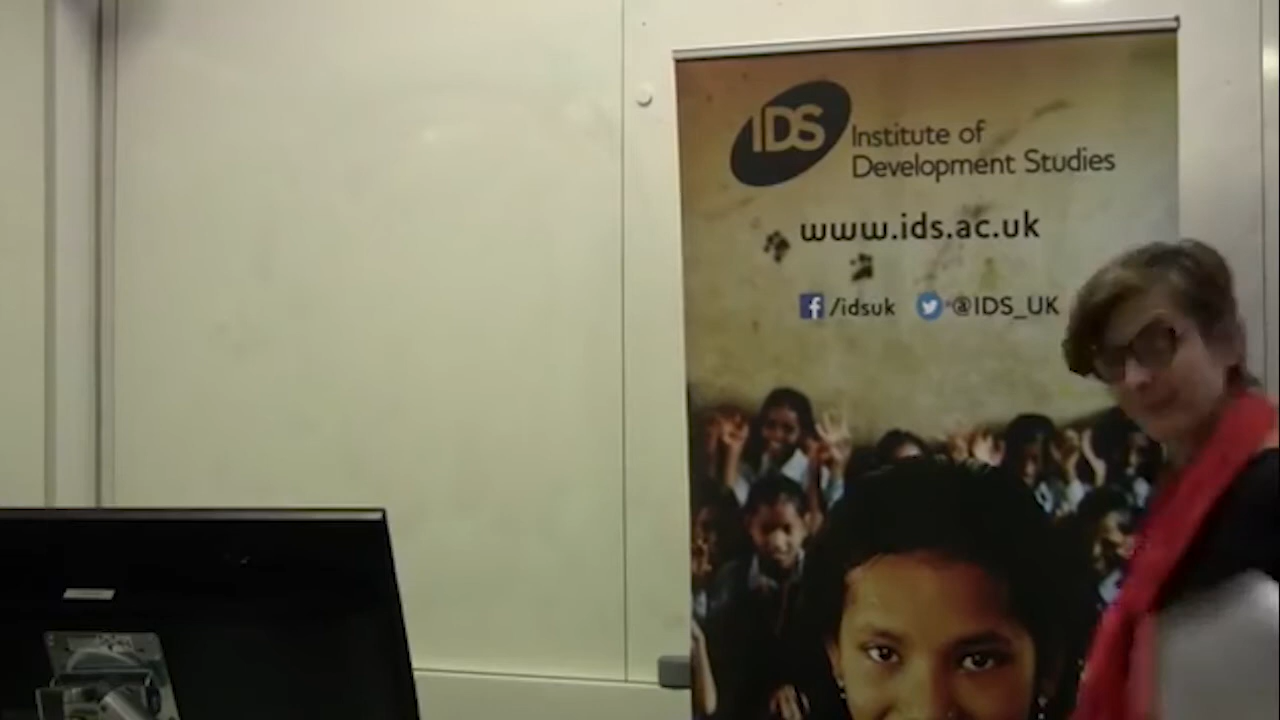 IDS
Institute of
Development Studies
www.ids.ac.uk
/idsuk @IDS_UK